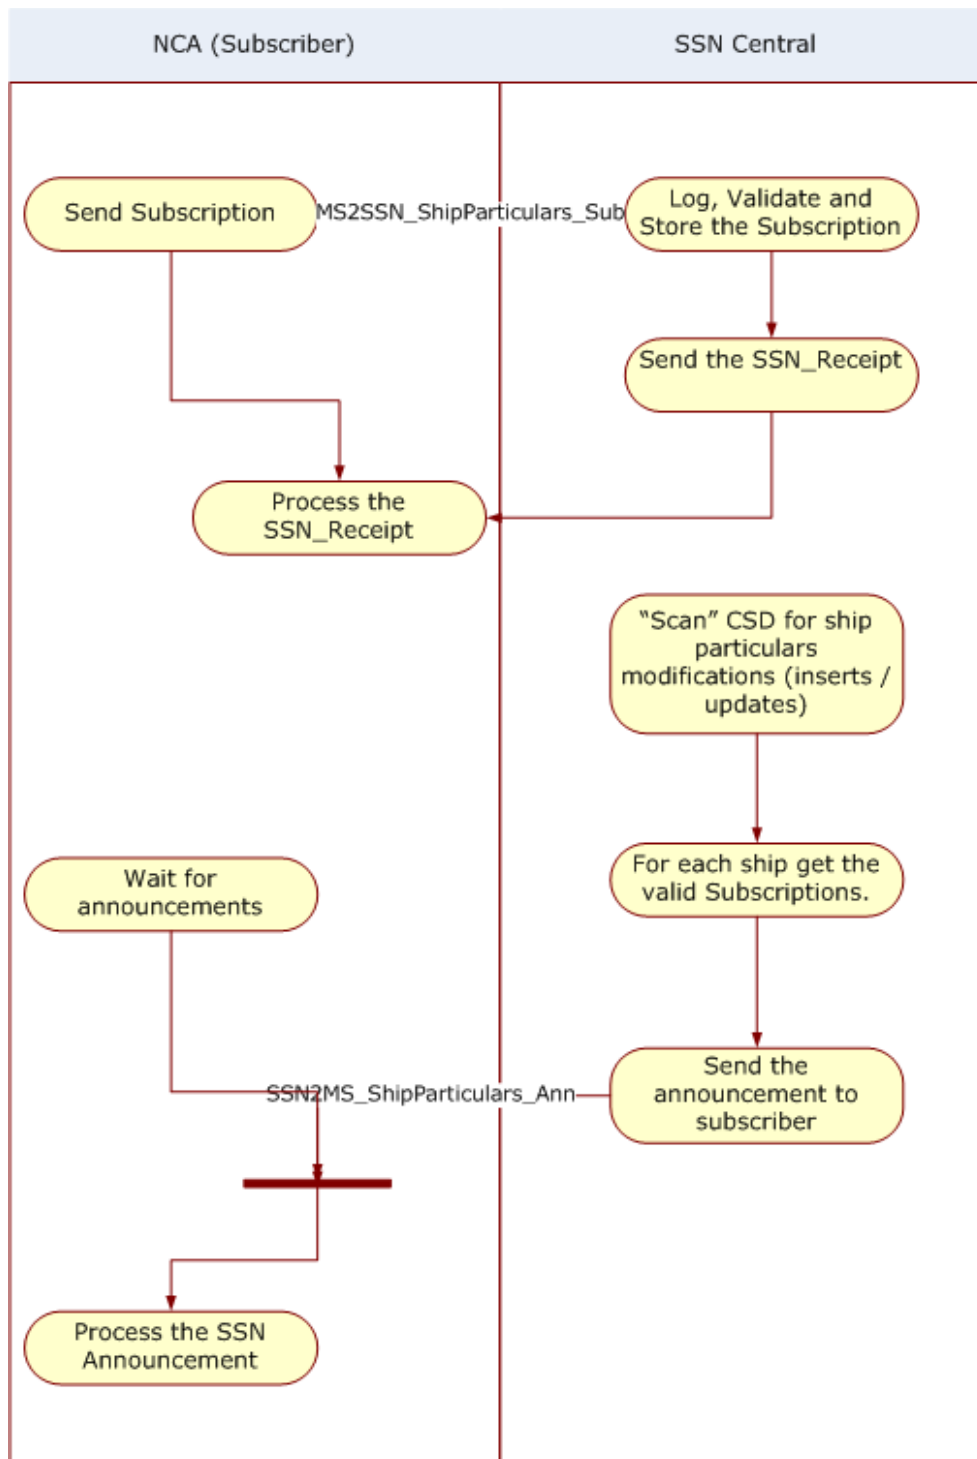 NCA (Subscriber)
SSN Central
Send Subscription
MS2SSN_ShipParticulars_Sub
Log, Validate and
Store the Subscription
Send the SSN_Receipt
Process the
SSN_Receipt
“Scan” CSD for ship
particulars
modifications (inserts /
updates)
For each ship get the
valid Subscriptions.
Wait for
announcements
SSN2MS_ShipParticulars_Ann
Send the
announcement to
subscriber
Process the SSN
Announcement